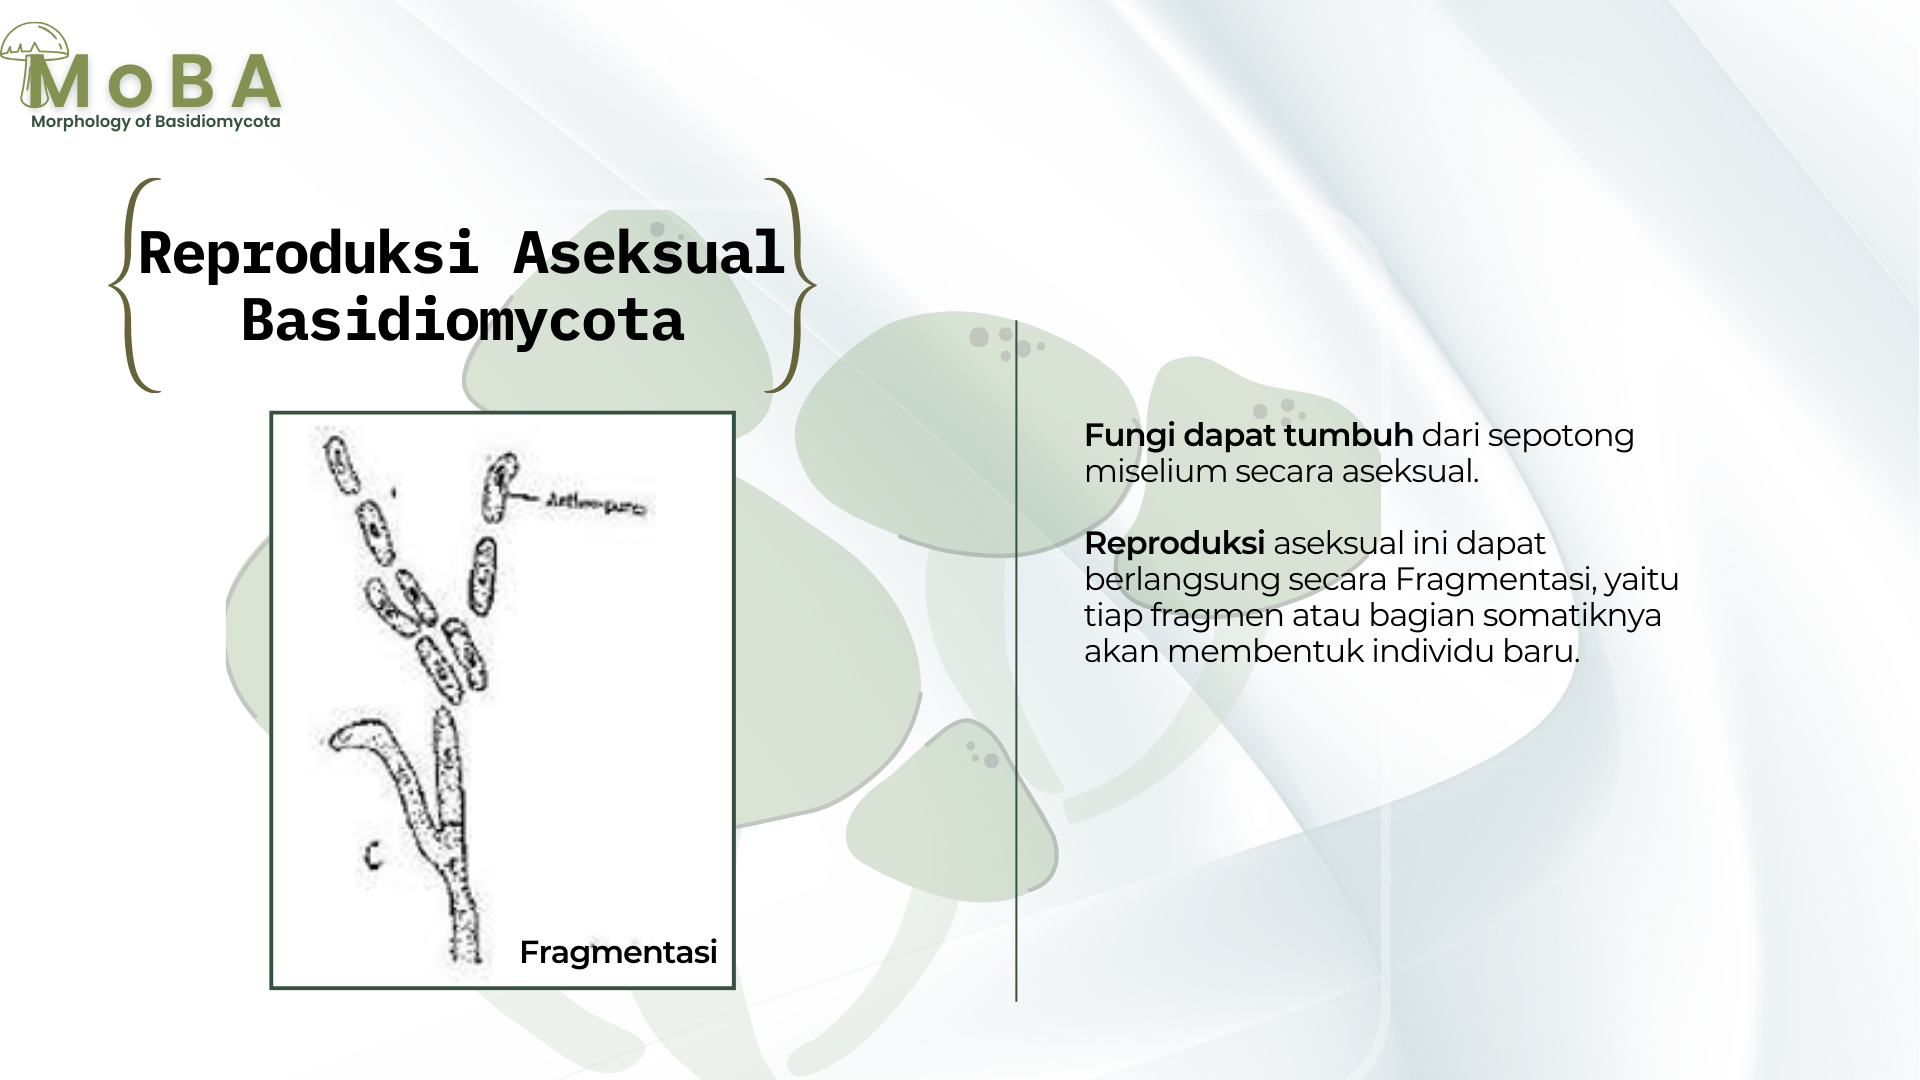 MoBA
Morphology of Basidiomycota
Reproduksi Aseksual
Basidiomycota
C
Fragmentasi
Fungi dapat tumbuh dari sepotong
miselium secara aseksual.
Reproduksi aseksual ini dapat
berlangsung secara Fragmentasi, yaitu
tiap fragmen atau bagian somatiknya
akan membentuk individu baru.